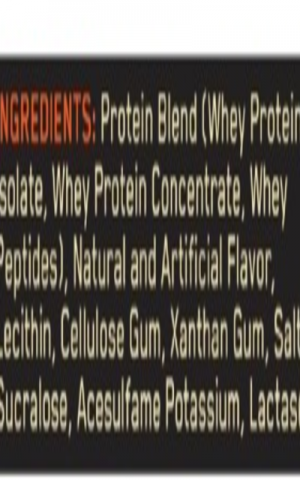 NGREDIENTS: Protein Blend (Whey Protein
solate, Whey Protein Concentrate, Whey
Peptides), Natural and Artificial Flavor,
Lecithin, Cellulose Gum, Xanthan Gum, Salt
Sucralose, Acesulfame Potassium, Lactase